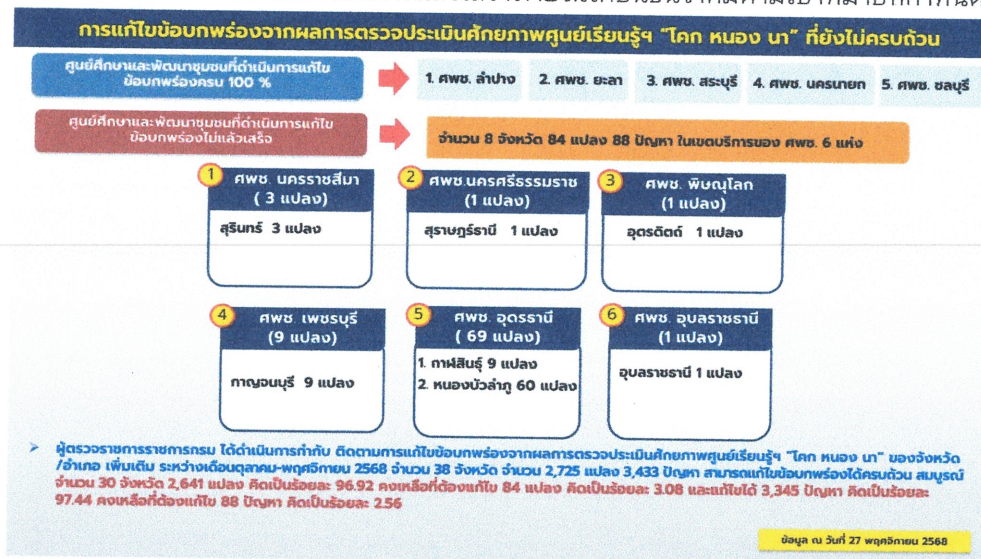 การแก้ไขข้อบกพร่องจากผลการตรวจประเมินศักยภาพศูนย์เรียนรู้ฯ "โคก หนอง นา" ที่ยังไม่ครบถ้วน
ศูนย์ศึกษาและพัฒนาชุมชนที่ดำเนินการแก้ไข
ข้อบกพร่องครบ 100 %
1. ศพช. ลำปาง 2. ศพช. ยะลา 3. ศพช. สระบุรี 4. ศพช. นครนายก 5. ศพช. ชลบุรี
ศูนย์ศึกษาและพัฒนาชุมชนที่ดำเนินการแก้ไข
ข้อบกพร่องไม่แล้วเสร็จ
จำนวน 8 จังหวัด 84 แปลง 88 ปัญหา ในเขตบริการของ ศพช. 6 แห่ง
1 ศพช. นครราชสีมา
( 3 แปลง)
สุรินทร์ 3 แปลง
2 ศพช.นครศรีธรรมราช
(1 แปลง)
สุราษฎร์ธานี 1 แปลง
3 ศพช. พิษณุโลก
(1 แปลง)
อุตรดิตถ์ 1 แปลง
4 ศพช เพชรบุรี
(9 แปลง)
กาญจนบุรี 9 แปลง
5 ศพช. อุดรธานี
( 69 แปลง)
1. กาฬสินธุ์ 9 แปลง
2. หนองบัวลำภู 60 แปลง
6 ศพช. อุบลราชธานี
(1 แปลง)
อุบลราชธานี 1 แปลง
➢ ผู้ตรวจราชการราชการกรม ได้ดำเนินการกำกับ ติดตามการแก้ไขข้อบกพร่องจากผลการตรวจประเมินศักยภาพศูนย์เรียนรู้ฯ "โคก หนอง นา" ของจังหวัด
/อำเภอ เพิ่มเติม ระหว่างเดือนตุลาคม-พฤศจิกายน 2568 จำนวน 38 จังหวัด จำนวน 2,725 แปลง 3,433 ปัญหา สามารถแก้ไขข้อบกพร่องได้ครบถ้วน สมบูรณ์
จำนวน 30 จังหวัด 2,641 แปลง คิดเป็นร้อยละ 96.92 คงเหลือที่ต้องแก้ไข 84 แปลง คิดเป็นร้อยละ 3.08 และแก้ไขได้ 3,345 ปัญหา คิดเป็นร้อยละ
97.44 คงเหลือที่ต้องแก้ไข 88 ปัญหา คิดเป็นร้อยละ 2.56
ข้อมูล ณ วันที่ 27 พฤศจิกายน 2568